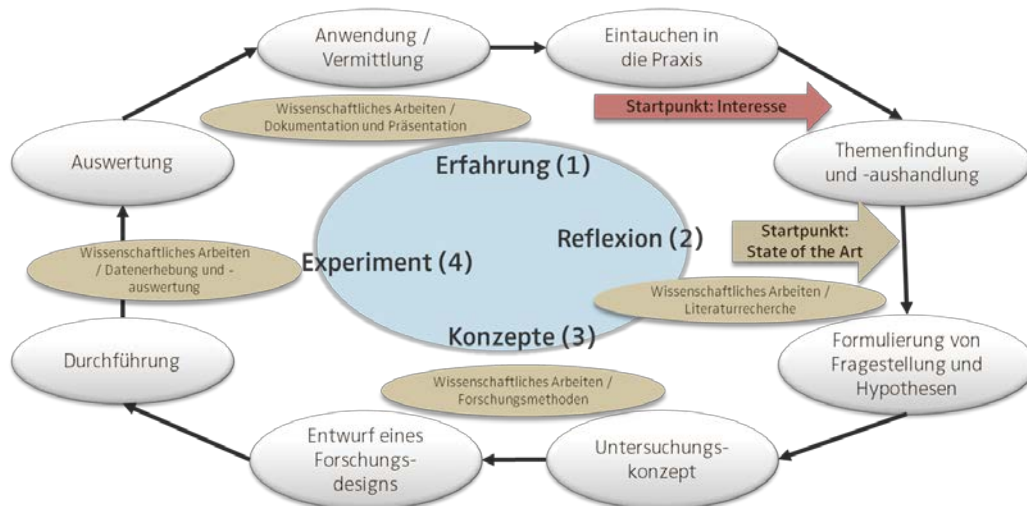 Anwendung /
Vermittlung
Eintauchen in
die Praxis
Wissenschaftliches Arbeiten /
Dokumentation und Präsentation
Startpunkt: Interesse
Auswertung
Erfahrung (1)
Themenfindung
und -aushandlung
Startpunkt:
State of the Art
Reflexion (2)
Wissenschaftliches Arbeiten
/ Datenerhebung und -
auswertung
Experiment (4)
Wissenschaftliches Arbeiten /
Literaturrecherche
Konzepte (3)
Durchführung
Formulierung von
Fragestellung und
Hypothesen
Wissenschaftliches Arbeiten /
Forschungsmethoden
Entwurf eines
Forschungs-
designs
Untersuchungs-
konzept